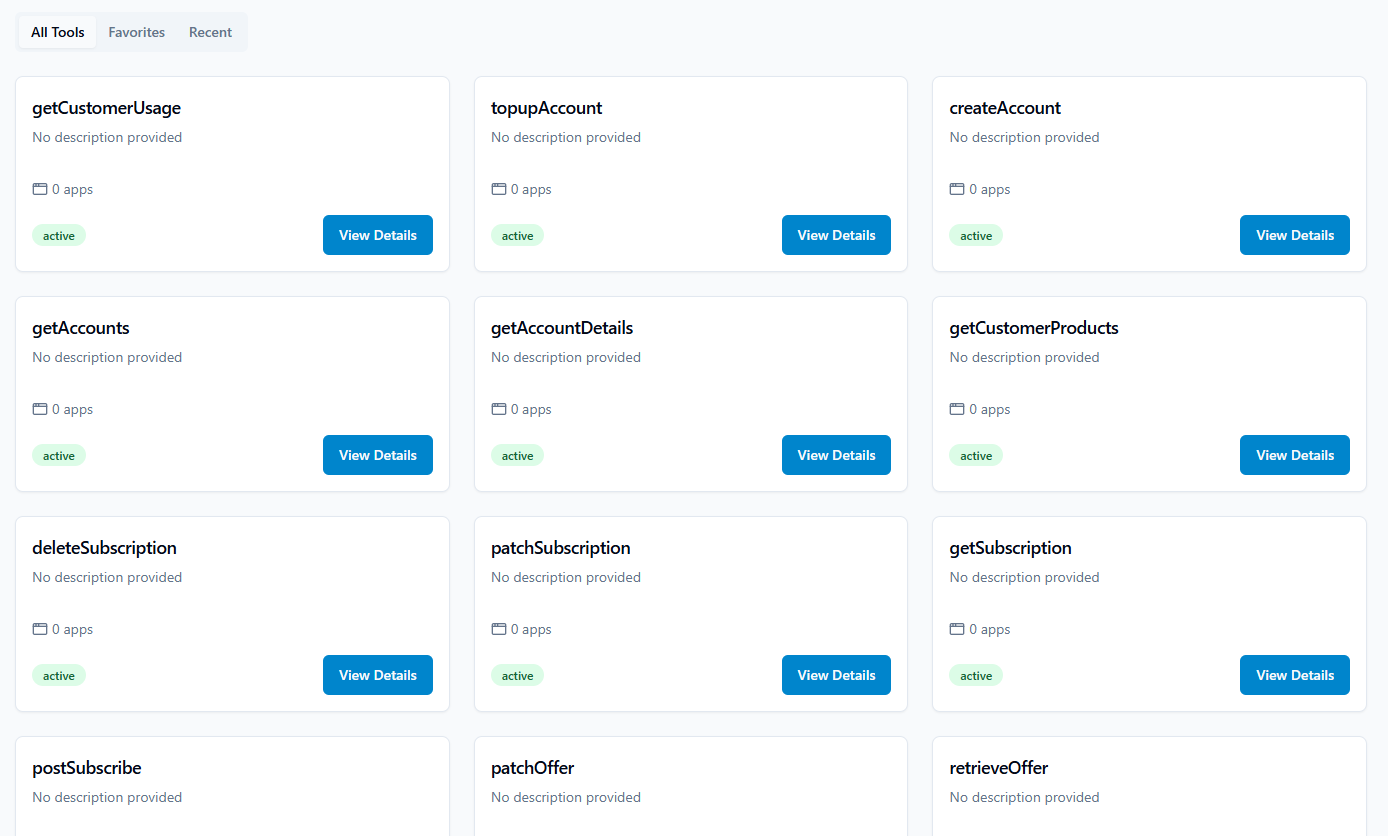 All Tools Favorites Recent
getCustomerUsage
No description provided
0 apps
active View Details
topupAccount
No description provided
0 apps
active View Details
createAccount
No description provided
0 apps
active View Details
getAccounts
No description provided
0 apps
active View Details
getAccountDetails
No description provided
0 apps
active View Details
getCustomerProducts
No description provided
0 apps
active View Details
deleteSubscription
No description provided
0 apps
active View Details
patchSubscription
No description provided
0 apps
active View Details
getSubscription
No description provided
0 apps
active View Details
postSubscribe
No description provided
patchOffer
No description provided
retrieveOffer
No description provided